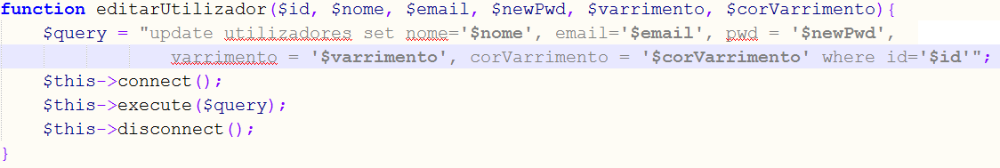 function editarUtilizador($id, $nome, $email, $newPwd, $varrimento, $corVarrimento){
$query = "update utilizadores set nome='$nome', email='$email', pwd = '$newPwd',
varrimento = '$varrimento', corVarrimento = '$corVarrimento' where id='$id'";
$this->connect();
$this->execute($query);
$this->disconnect();
}